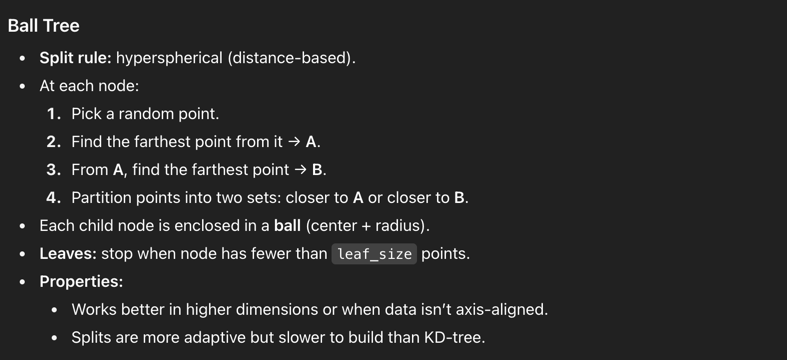 Ball Tree
• Split rule: hyperspherical (distance-based).
• At each node:
1. Pick a random point.
2. Find the farthest point from it → A.
3. From A, find the farthest point → B.
4. Partition points into two sets: closer to A or closer to B.
• Each child node is enclosed in a ball (center + radius).
• Leaves: stop when node has fewer than leaf_size points.
• Properties:
• Works better in higher dimensions or when data isn’t axis-aligned.
• Splits are more adaptive but slower to build than KD-tree.